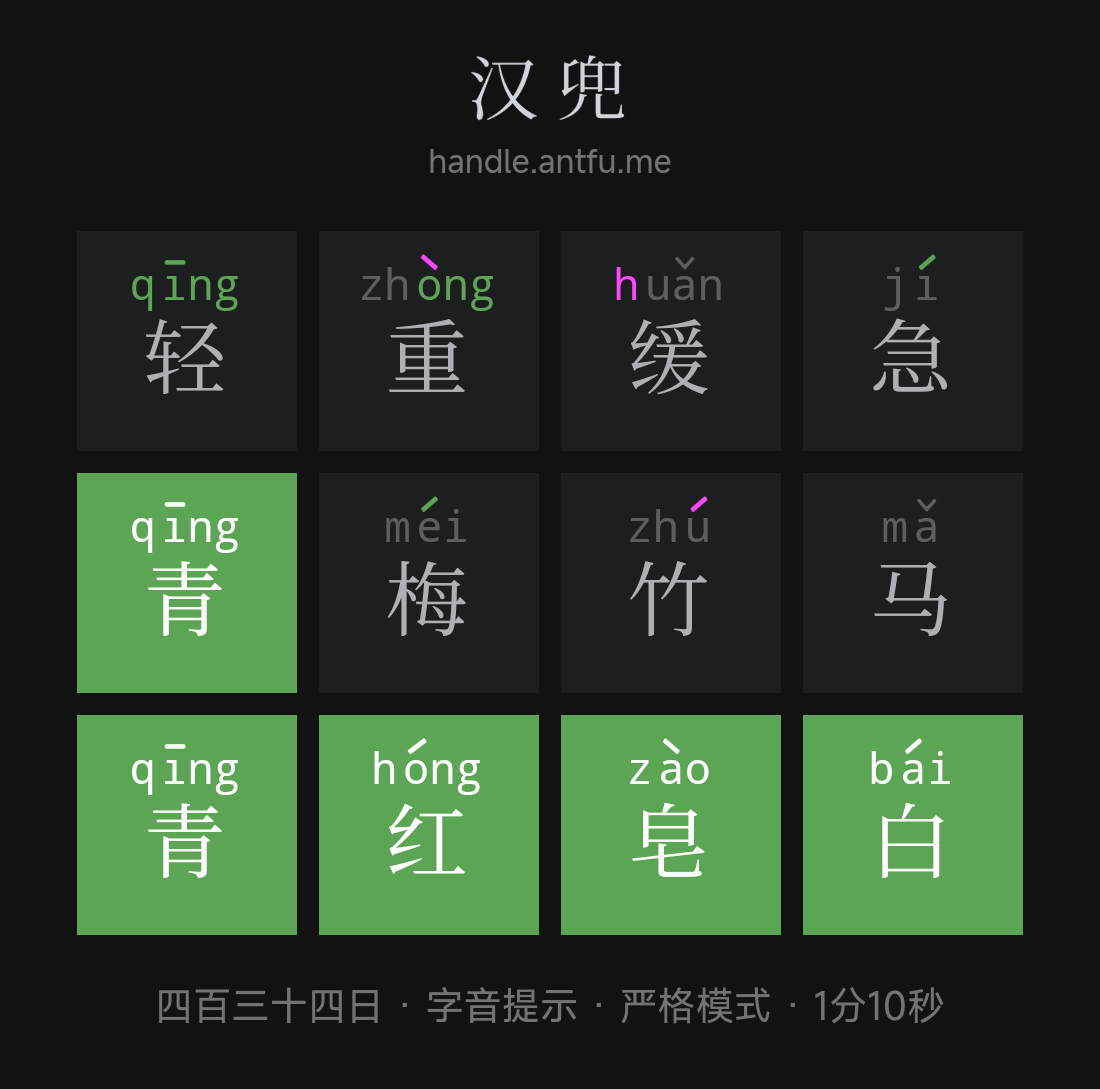 汉兜
handle.antfu.me
qīng zhòng huǎn jí
轻 重 缓 急
qīng méi zhú mǎ
青 梅 竹 马
qīng hóng zào bái
青 红 皂 白
四百三十四日 · 字音提示 · 严格模式 · 1分10秒